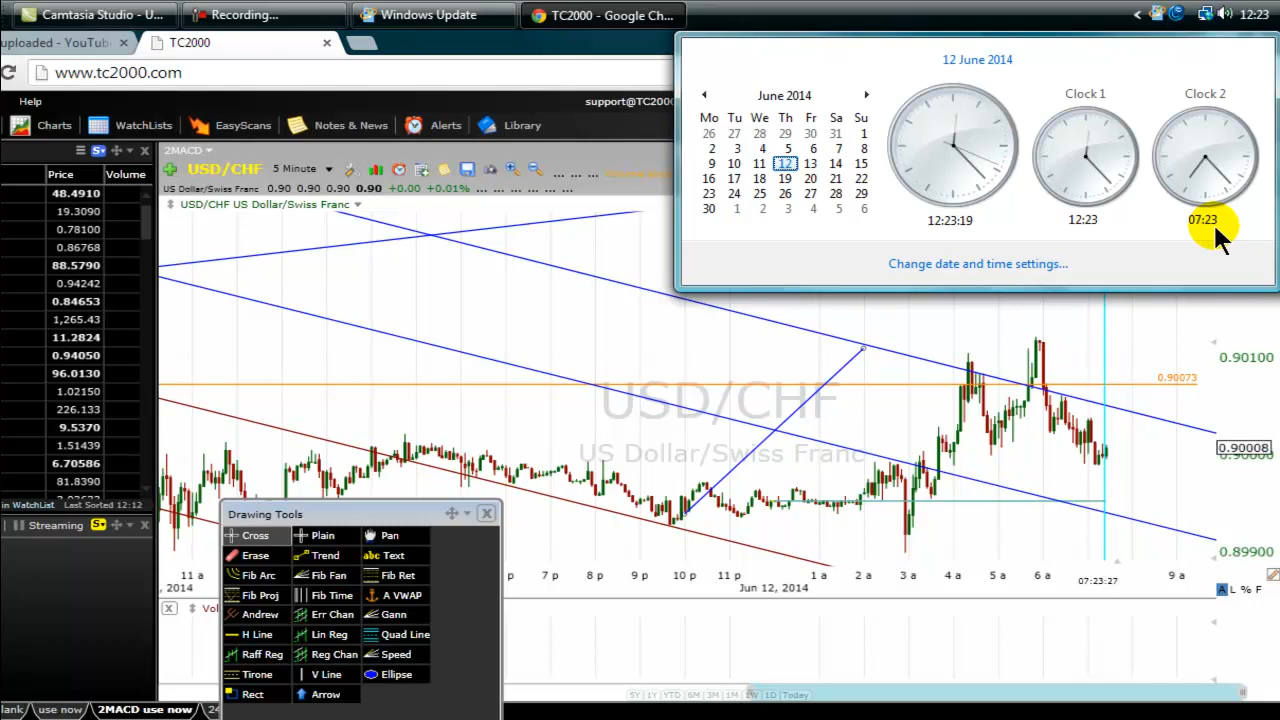 Camtasia Studio - U...
Recording...
Windows Update
TC2000 - Google Ch...
12:23
uploaded - YouTube
TC2000
www.tc2000.com
Help
support@TC2000
Charts
WatchLists
EasyScans
Notes & News
Alerts
Library
12 June 2014
June 2014
Mo Tu We Th Fr Sa Su
26 27 28 29 30 31 1
2 3 4 5 6 7 8
9 10 11 12 13 14 15
16 17 18 19 20 21 22
23 24 25 26 27 28 29
30 1 2 3 4 5 6
12:23:19
Clock 1
12:23
Clock 2
07:23
Change date and time settings...
Price Volume
48.4910
19.3090
0.78100
0.86768
88.5790
0.94242
0.84653
1,265.43
11.2824
0.94050
96.0130
1.02150
226.133
9.5370
1.51439
6.70586
81.8390
in WatchList Last Sorted 12:12
Streaming
S
2MACD
USD/CHF 5 Minute
US Dollar/Swiss Franc 0.90 0.90 0.90 0.90 +0.00 +0.01% ... ... ... ... ... ...
USD/CHF US Dollar/Swiss Franc
USD/CHF
US Dollar/Swiss Franc
0.90100
0.90073
0.90008
0.89900
Drawing Tools
Cross Plain Pan
Erase Trend Text
Fib Arc Fib Fan Fib Ret
Fib Proj Fib Time A VWAP
Andrew Err Chan Gann
H Line Lin Reg Quad Line
Raff Reg Reg Chan Speed
Tirone V Line Ellipse
Rect Arrow
11 a p 7 p 8 p 9 p 10 p 11 p 1 a 2 a 3 a 4 a 5 a 6 a 07:23:27 9 a
, 2014 Jun 12, 2014
A L % F
X Vol
5Y 1Y YTD 6M 3M 1M 1W 1D Today
lank use now 2MACD use now 24